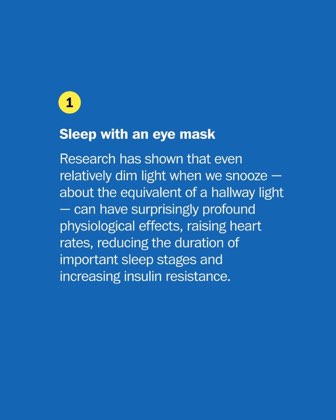 1
Sleep with an eye mask
Research has shown that even
relatively dim light when we snooze —
about the equivalent of a hallway light
— can have surprisingly profound
physiological effects, raising heart
rates, reducing the duration of
important sleep stages and
increasing insulin resistance.